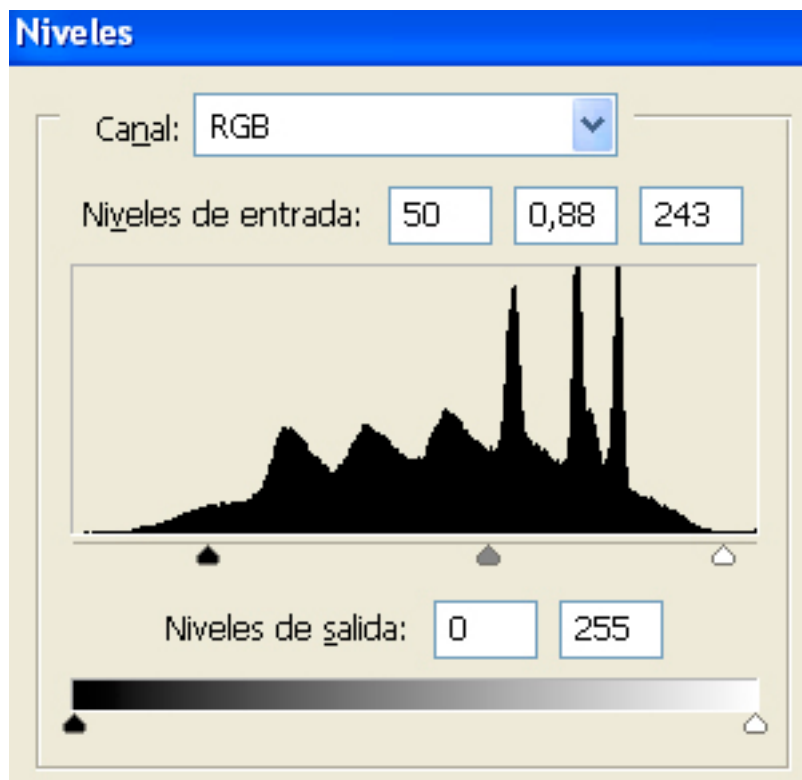 Niveles
Canal: RGB
Niveles de entrada: 50 0,88 243
Niveles de salida: 0 255